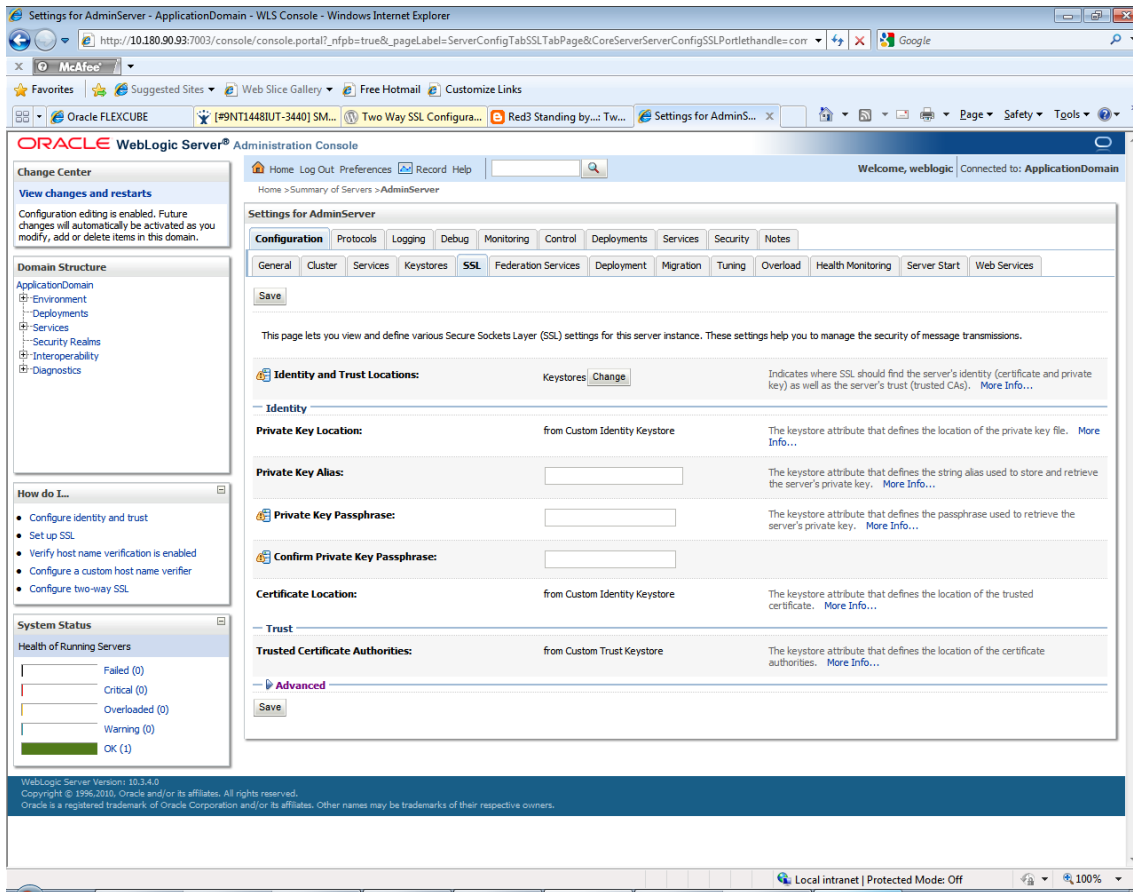 Settings for AdminServer - ApplicationDomain - WLS Console - Windows Internet Explorer
http://10.180.90.93:7003/console/console.portal?_nfpb=true&_pageLabel=ServerConfigTabSSLTabPage&CoreServerServerConfigSSLPortlethandle=com
Google
x McAfee
Favorites Suggested Sites Web Slice Gallery Free Hotmail Customize Links
Oracle FLEXCUBE [#9NT1448IUT-3440] SM... Two Way SSL Configura... Red3 Standing by...: Tw... Settings for AdminS... X Page Safety Tools
ORACLE WebLogic Server® Administration Console
Change Center
View changes and restarts
Configuration editing is enabled. Future
changes will automatically be activated as you
modify, add or delete items in this domain.
Domain Structure
ApplicationDomain
Environment
Deployments
Services
Security Realms
Interoperability
Diagnostics
How do I...
Configure identity and trust
Set up SSL
Verify host name verification is enabled
Configure a custom host name verifier
Configure two-way SSL
System Status
Health of Running Servers
Failed (0)
Critical (0)
Overloaded (0)
Warning (0)
OK (1)
Home Log Out Preferences Record Help
Welcome, weblogic Connected to: ApplicationDomain
Home >Summary of Servers >AdminServer
Settings for AdminServer
Configuration Protocols Logging Debug Monitoring Control Deployments Services Security Notes
General Cluster Services Keystores SSL Federation Services Deployment Migration Tuning Overload Health Monitoring Server Start Web Services
Save
This page lets you view and define various Secure Sockets Layer (SSL) settings for this server instance. These settings help you to manage the security of message transmissions.
Identity and Trust Locations: Keystores Change Indicates where SSL should find the server's identity (certificate and private
key) as well as the server's trust (trusted CAs). More Info...
Identity
Private Key Location: from Custom Identity Keystore The keystore attribute that defines the location of the private key file. More
Info...
Private Key Alias: The keystore attribute that defines the string alias used to store and retrieve
the server's private key. More Info...
Private Key Passphrase: The keystore attribute that defines the passphrase used to retrieve the
server's private key. More Info...
Confirm Private Key Passphrase:
Certificate Location: from Custom Identity Keystore The keystore attribute that defines the location of the trusted
certificate. More Info...
Trust
Trusted Certificate Authorities: from Custom Trust Keystore The keystore attribute that defines the location of the certificate
authorities. More Info...
Advanced
Save
WebLogic Server Version: 10.3.4.0
Copyright © 1996,2010, Oracle and/or its affiliates. All rights reserved.
Oracle is a registered trademark of Oracle Corporation and/or its affiliates. Other names may be trademarks of their respective owners.
Local intranet | Protected Mode: Off 100%